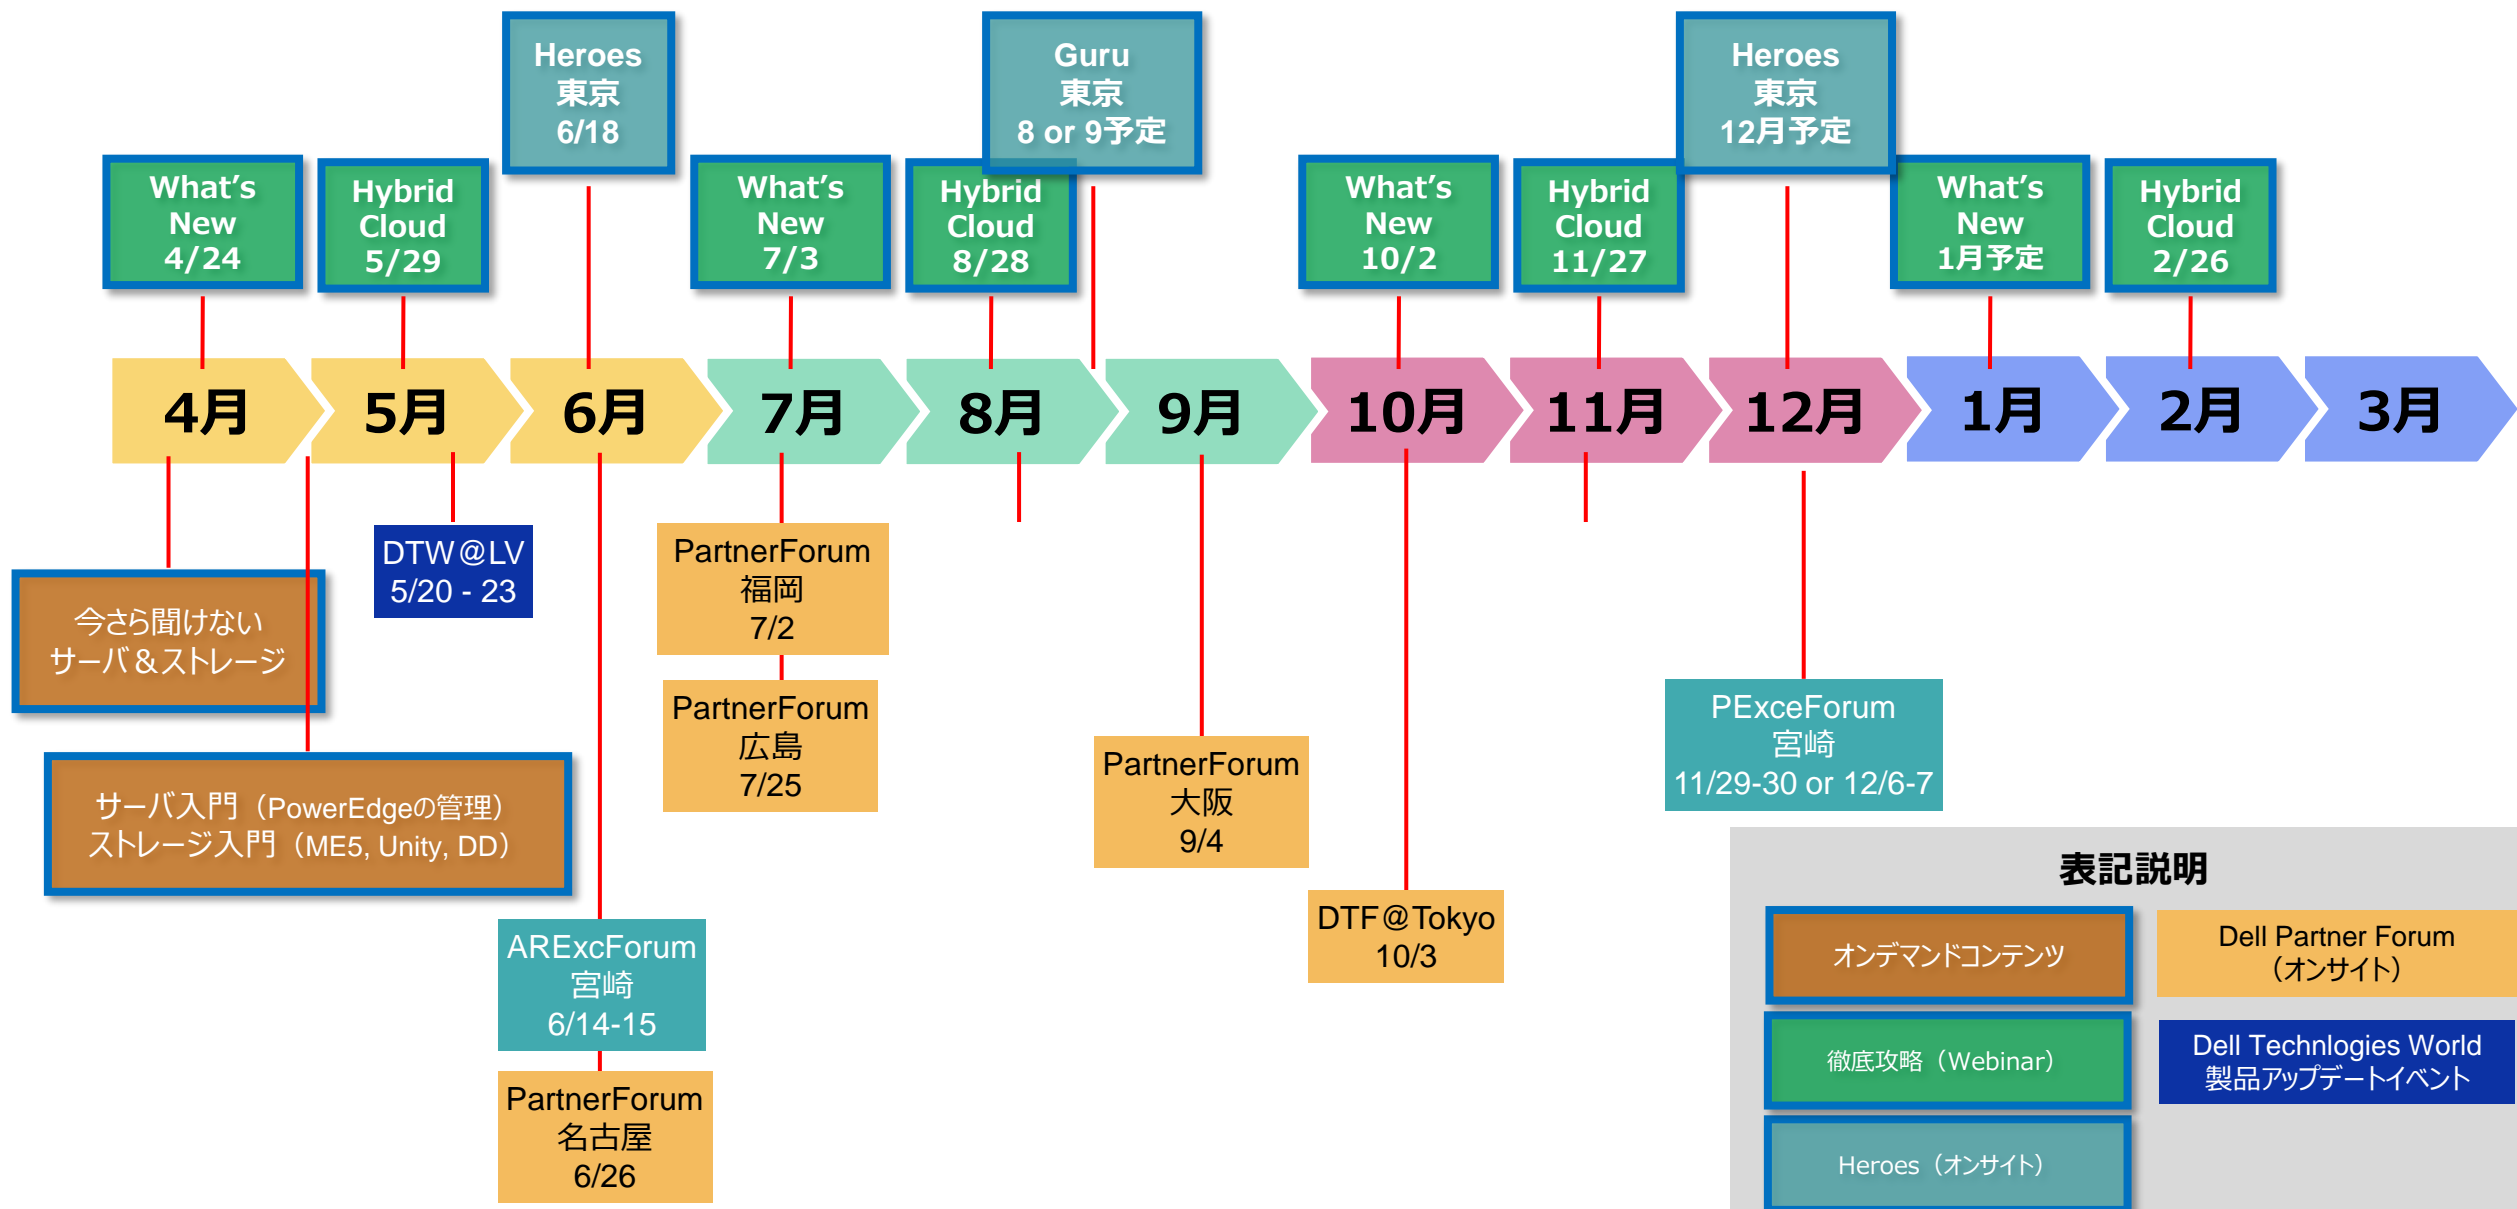 Heroes
東京
6/18
Guru
東京
8 or 9予定
Heroes
東京
12月予定
What's
New
4/24
Hybrid
Cloud
5/29
What's
New
7/3
Hybrid
Cloud
8/28
What's
New
10/2
Hybrid
Cloud
11/27
What's
New
1月予定
Hybrid
Cloud
2/26
4月
5月
6月
7月
8月
9月
10月
11月
12月
1月
2月
3月
今さら聞けない
サーバ＆ストレージ
DTW@LV
5/20 - 23
PartnerForum
福岡
7/2
PartnerForum
広島
7/25
サーバ入門（PowerEdgeの管理）
ストレージ入門（ME5, Unity, DD）
PartnerForum
大阪
9/4
PExceForum
宮崎
11/29-30 or 12/6-7
DTF@Tokyo
10/3
ARExcForum
宮崎
6/14-15
PartnerForum
名古屋
6/26
表記説明
オンデマンドコンテンツ
Dell Partner Forum
（オンサイト）
徹底攻略（Webinar）
Dell Technlogies World
製品アップデートイベント
Heroes（オンサイト）